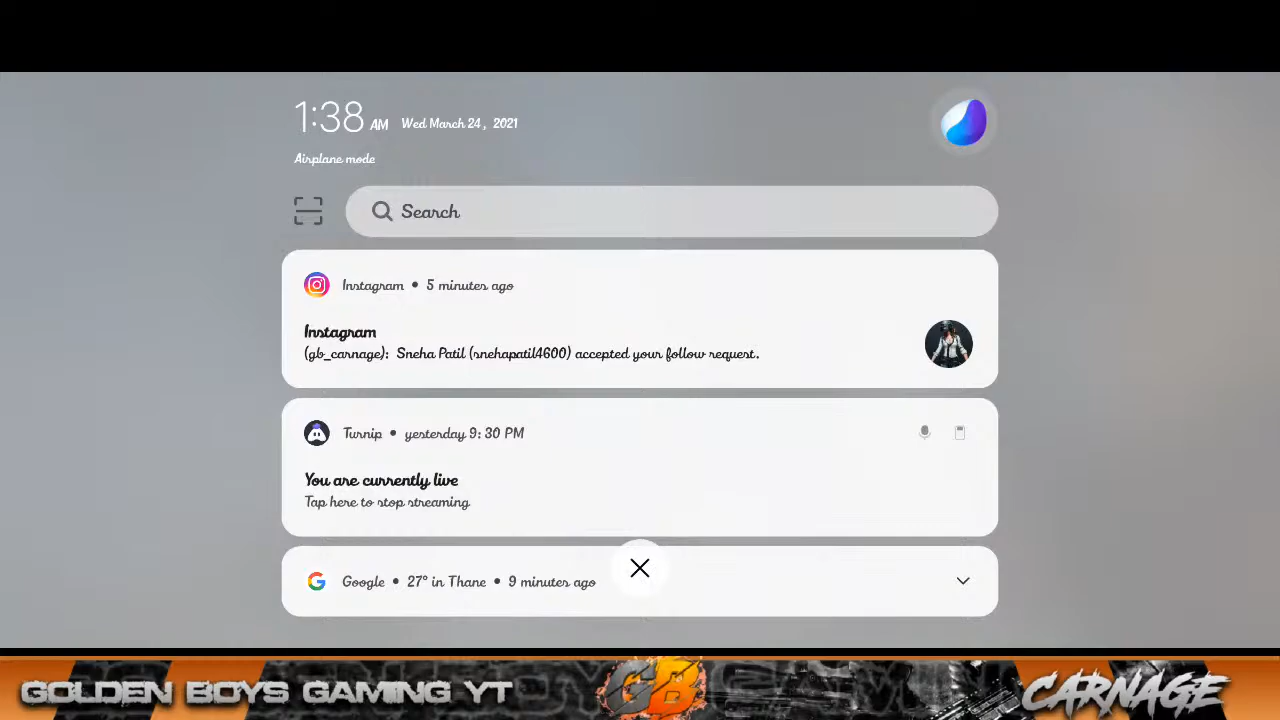 1:38 AM Wed March 24, 2021
Airplane mode
Search
Instagram • 5 minutes ago
Instagram
(gb_carnage): Sneha Patil (snehapatil4600) accepted your follow request.
Turnip • yesterday 9:30 PM
You are currently live
Tap here to stop streaming
Google • 27° in Thane • 9 minutes ago
GOLDEN BOYS GAMING YT
GB
CARNAGE